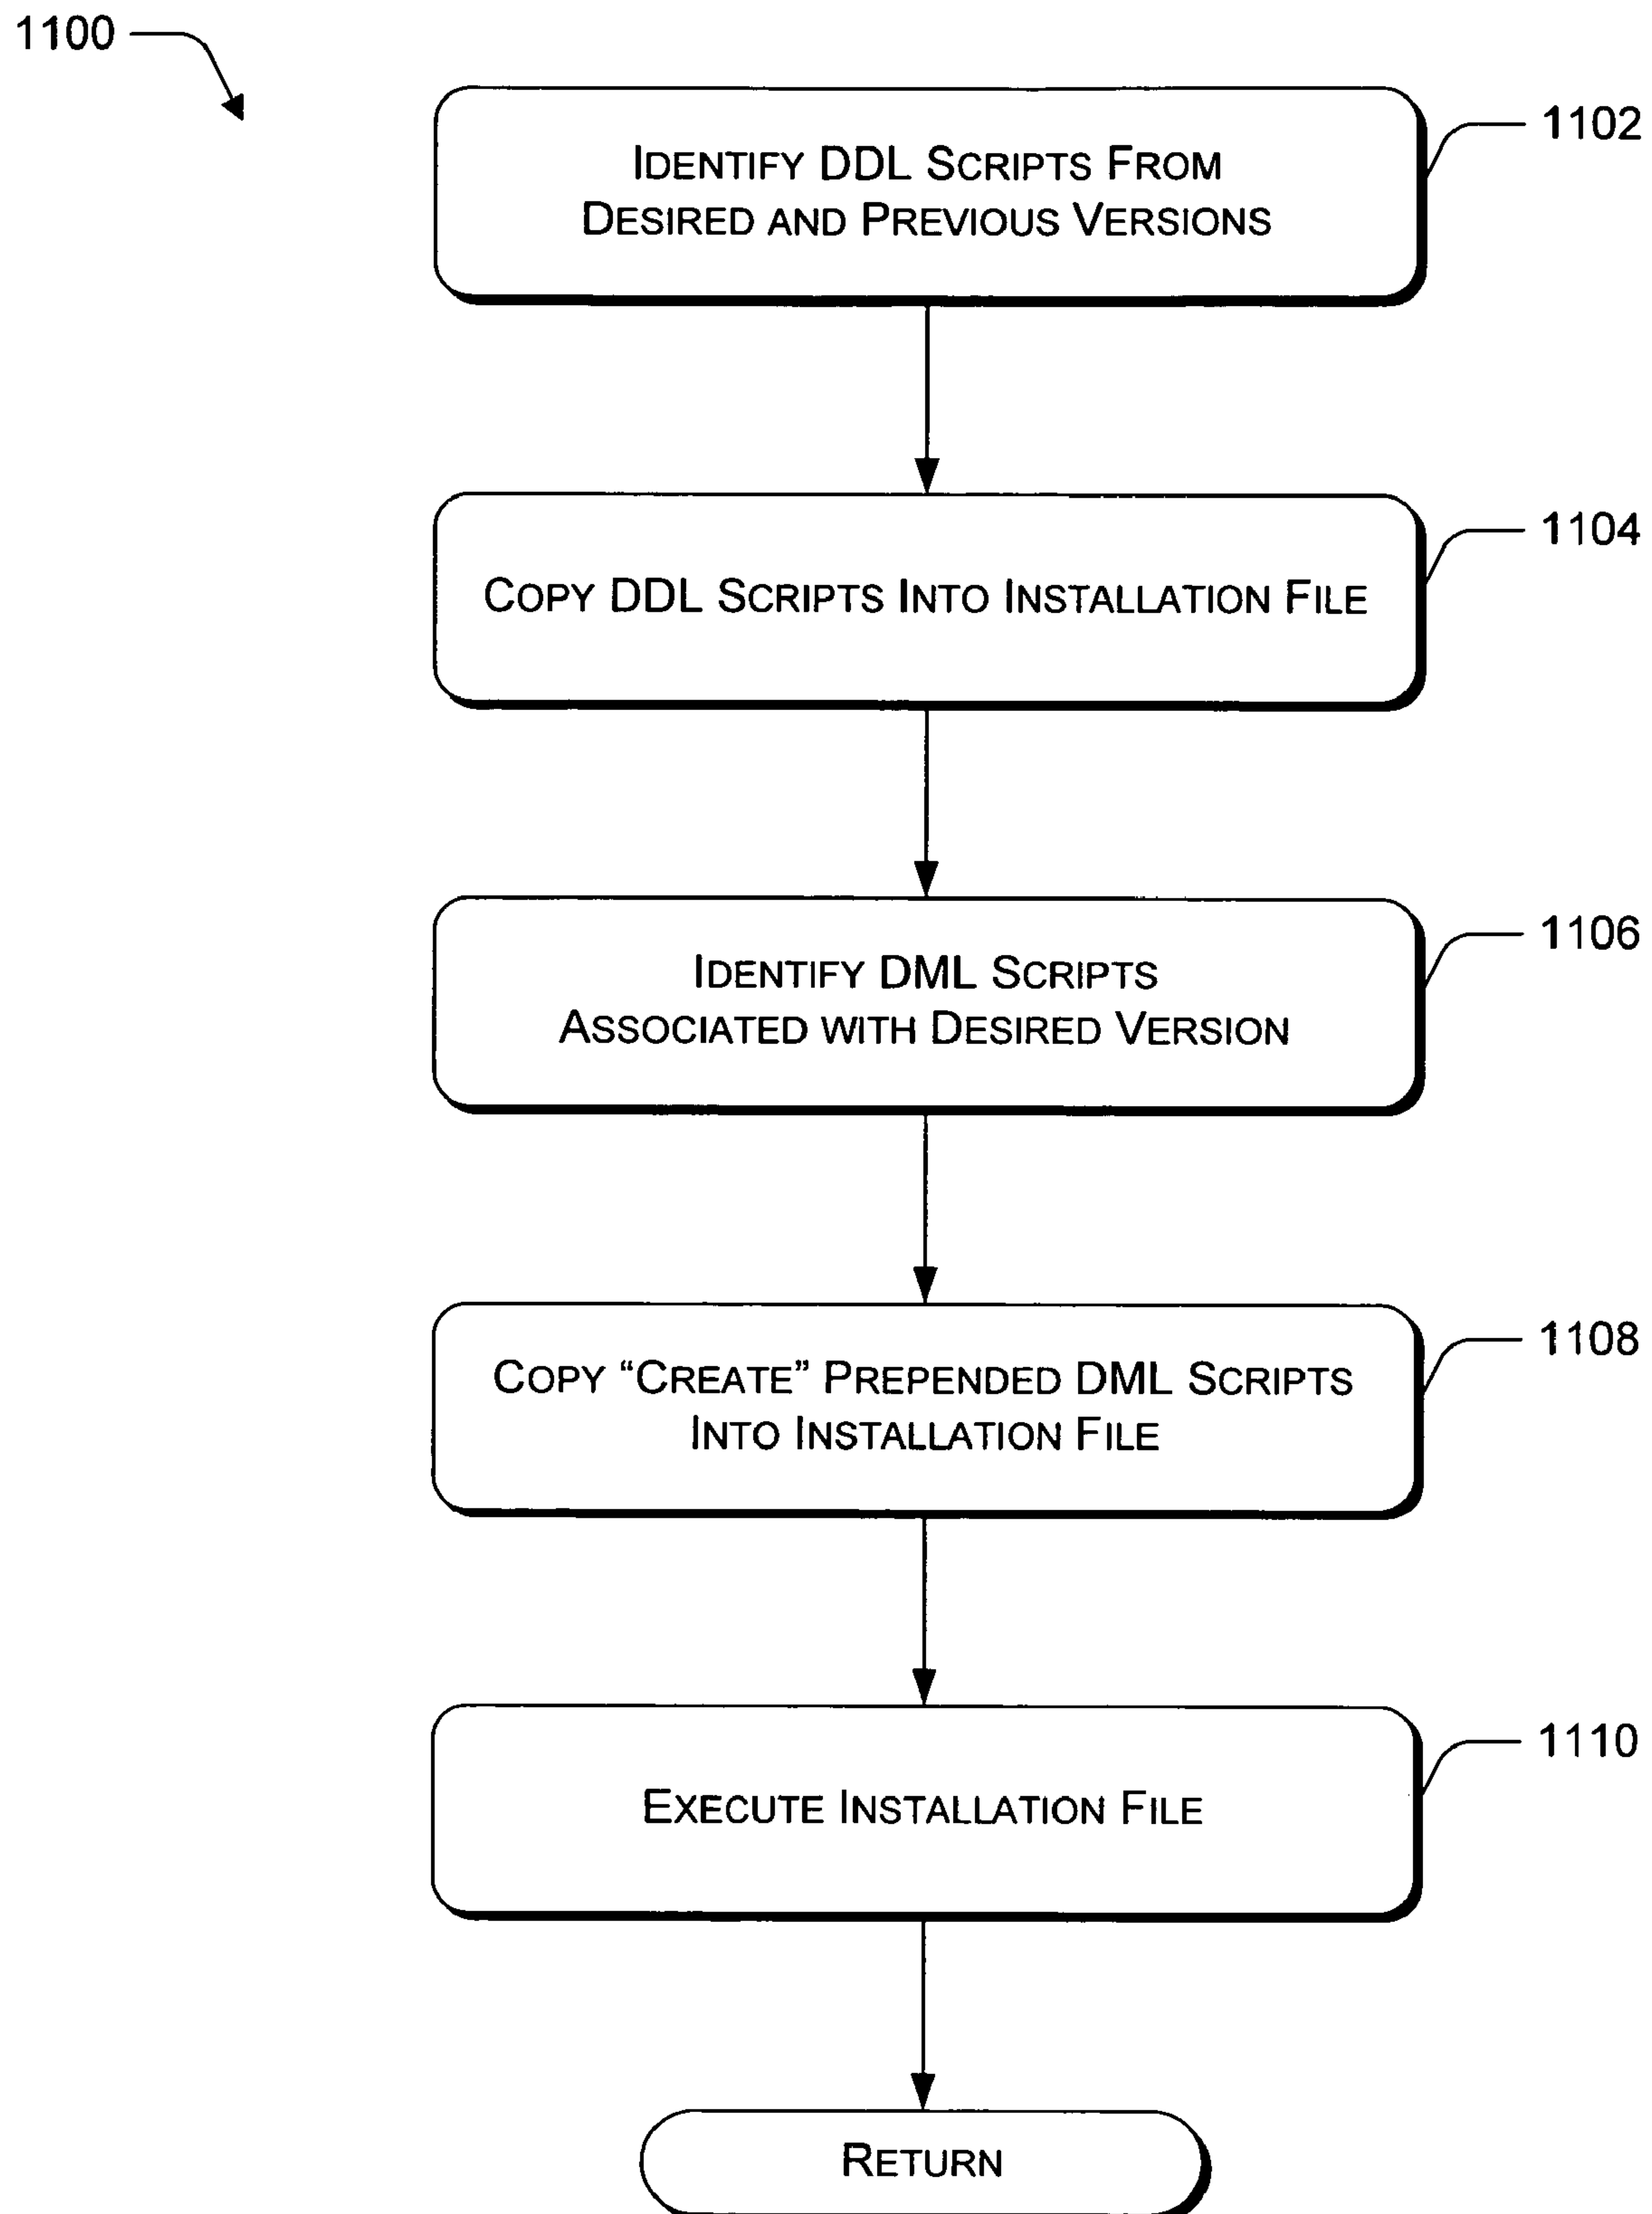 1100
1102
IDENTIFY DDL SCRIPTS FROM
DESIRED AND PREVIOUS VERSIONS
1104
COPY DDL SCRIPTS INTO INSTALLATION FILE
1106
IDENTIFY DML SCRIPTS
ASSOCIATED WITH DESIRED VERSION
1108
COPY “CREATE” PREPENDED DML SCRIPTS
INTO INSTALLATION FILE
1110
EXECUTE INSTALLATION FILE
RETURN